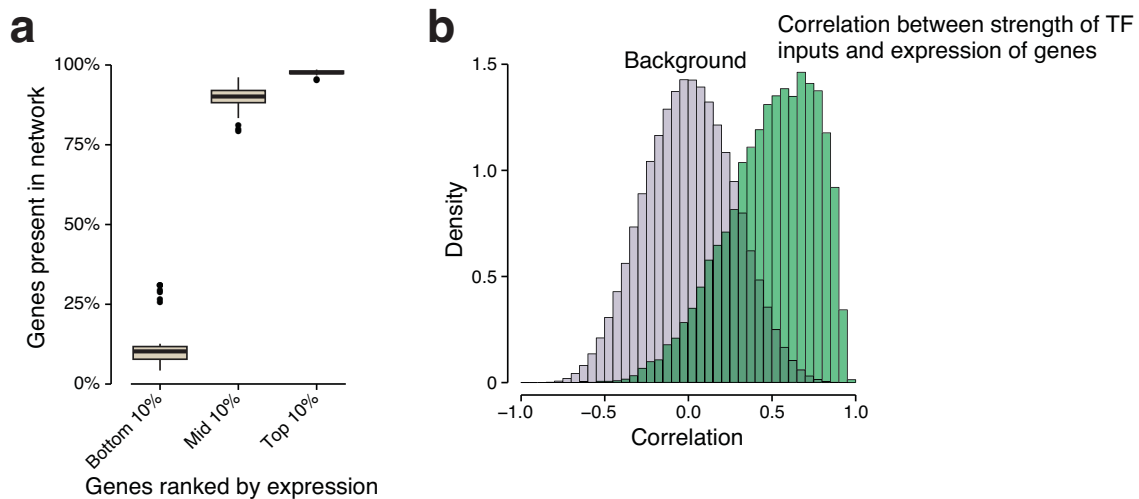 a
100%
75%
50%
25%
0%
Genes present in network
Bottom 10%
Mid 10%
Top 10%
Genes ranked by expression
b
Correlation between strength of TF
inputs and expression of genes
Background
1.5
1.0
0.5
0
Density
−1.0
−0.5
0.0
0.5
1.0
Correlation